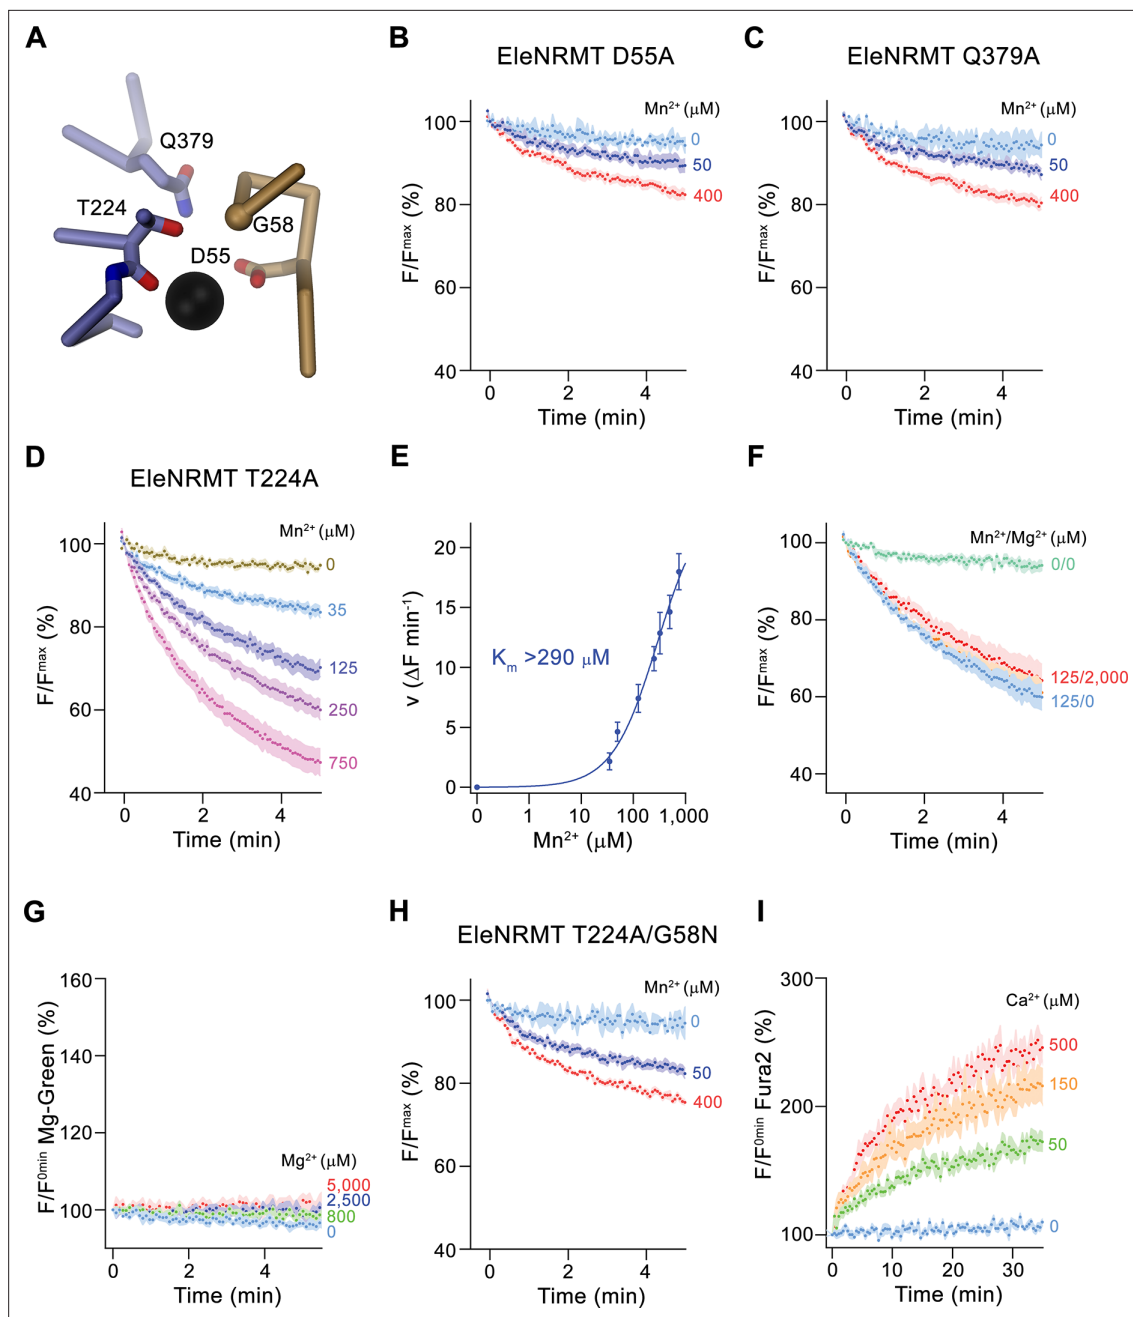 A
Q379
T224
G58
D55
B
EleNRMT D55A
Mn²⁺ (μM)
100
80
60
40
F/Fᵐᵃˣ (%)
0
50
400
0 2 4
Time (min)
C
EleNRMT Q379A
Mn²⁺ (μM)
100
80
60
40
F/Fᵐᵃˣ (%)
0
50
400
0 2 4
Time (min)
D
EleNRMT T224A
Mn²⁺ (μM)
100
80
60
40
F/Fᵐᵃˣ (%)
0
35
125
250
750
0 2 4
Time (min)
E
20
15
10
5
0
v (ΔF min⁻¹)
Kₘ >290 μM
0 1 10 100 1,000
Mn²⁺ (μM)
F
Mn²⁺/Mg²⁺ (μM)
100
80
60
40
F/Fᵐᵃˣ (%)
0/0
125/2,000
125/0
0 2 4
Time (min)
G
160
140
120
100
F/F⁰ᵐⁱⁿ Mg-Green (%)
Mg²⁺ (μM)
5,000
2,500
800
0
0 2 4
Time (min)
H
EleNRMT T224A/G58N
Mn²⁺ (μM)
100
80
60
40
F/Fᵐᵃˣ (%)
0
50
400
0 2 4
Time (min)
I
300
200
100
F/F⁰ᵐⁱⁿ Fura2 (%)
Ca²⁺ (μM)
500
150
50
0
0 10 20 30
Time (min)